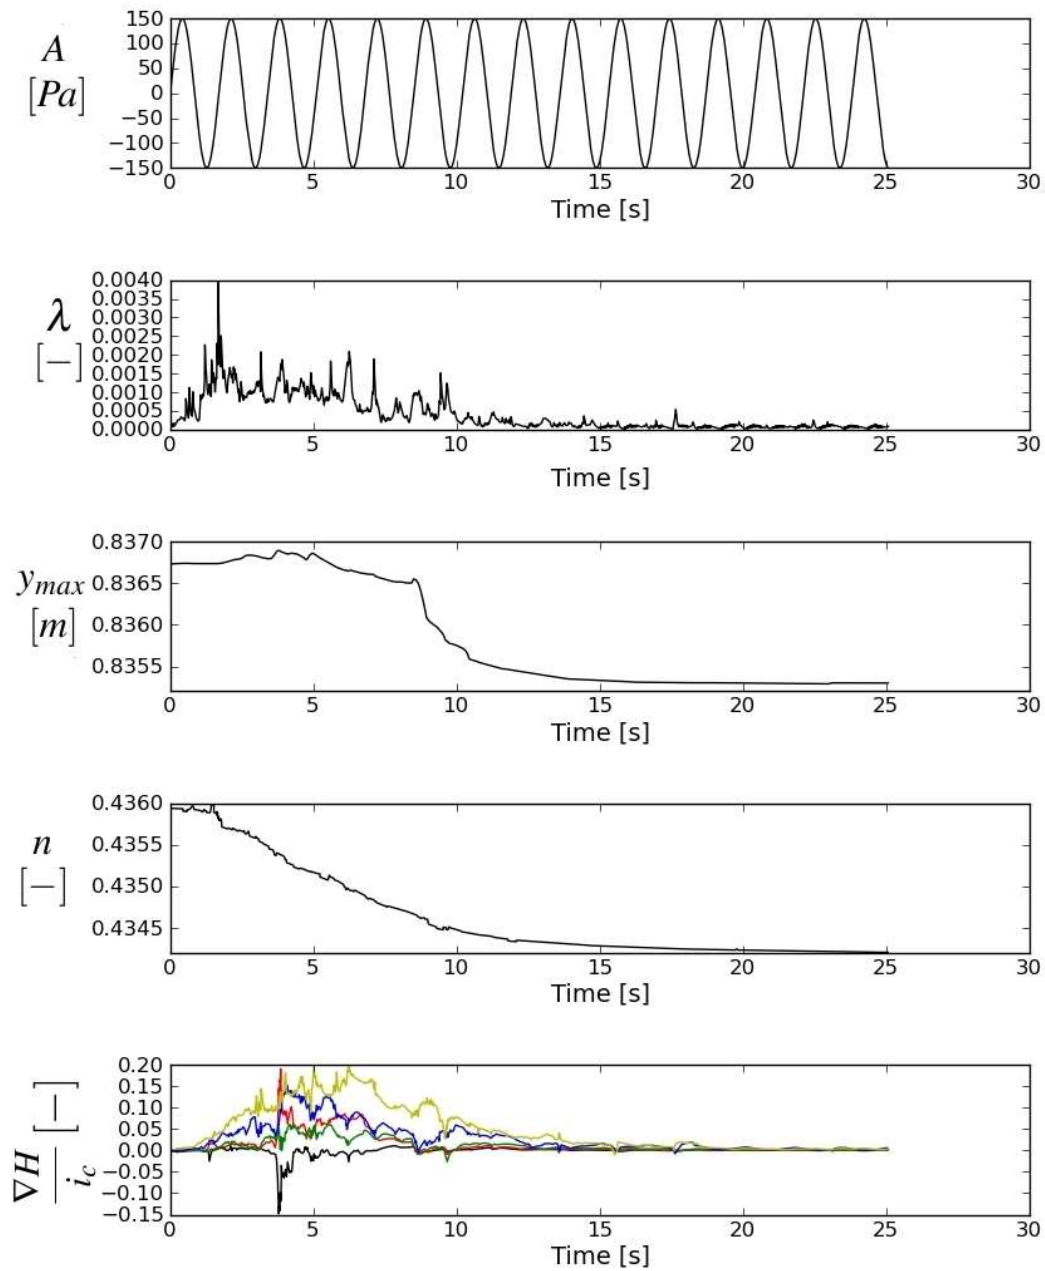 A
[Pa]
150
100
50
0
−50
−100
−150
0 5 10 15 20 25 30
Time [s]
λ
[−]
0.0040
0.0035
0.0030
0.0025
0.0020
0.0015
0.0010
0.0005
0.0000
0 5 10 15 20 25 30
Time [s]
y_max
[m]
0.8370
0.8365
0.8360
0.8355
0 5 10 15 20 25 30
Time [s]
n
[−]
0.4360
0.4355
0.4350
0.4345
0 5 10 15 20 25 30
Time [s]
∇H
i_c
[−]
0.20
0.15
0.10
0.05
0.00
−0.05
−0.10
−0.15
0 5 10 15 20 25 30
Time [s]